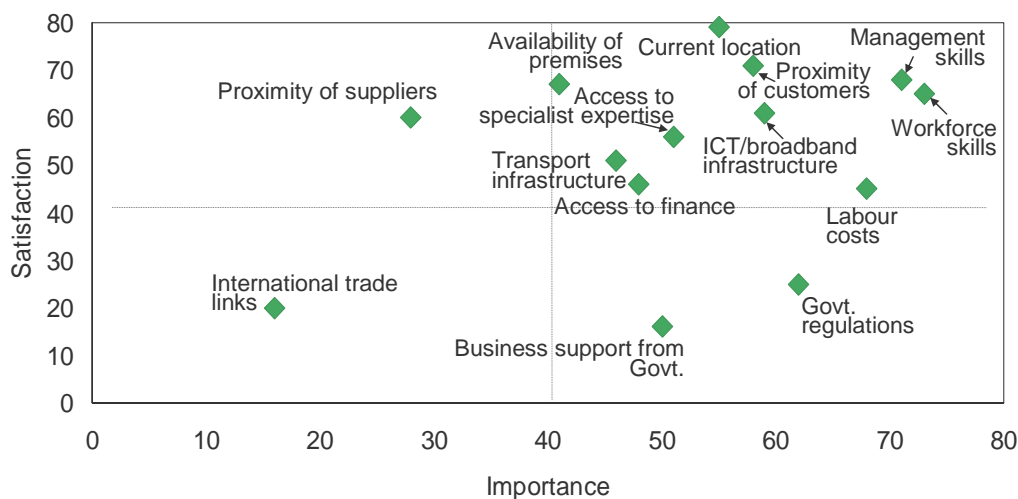 80
70
60
50
40
30
20
10
0
Satisfaction
Availability of
premises
Current location
Management
skills
Proximity of suppliers
Access to
specialist expertise
Proximity
of customers
Workforce
skills
ICT/broadband
infrastructure
Transport
infrastructure
Access to finance
Labour
costs
International trade
links
Govt.
regulations
Business support from
Govt.
0
10
20
30
40
50
60
70
80
Importance